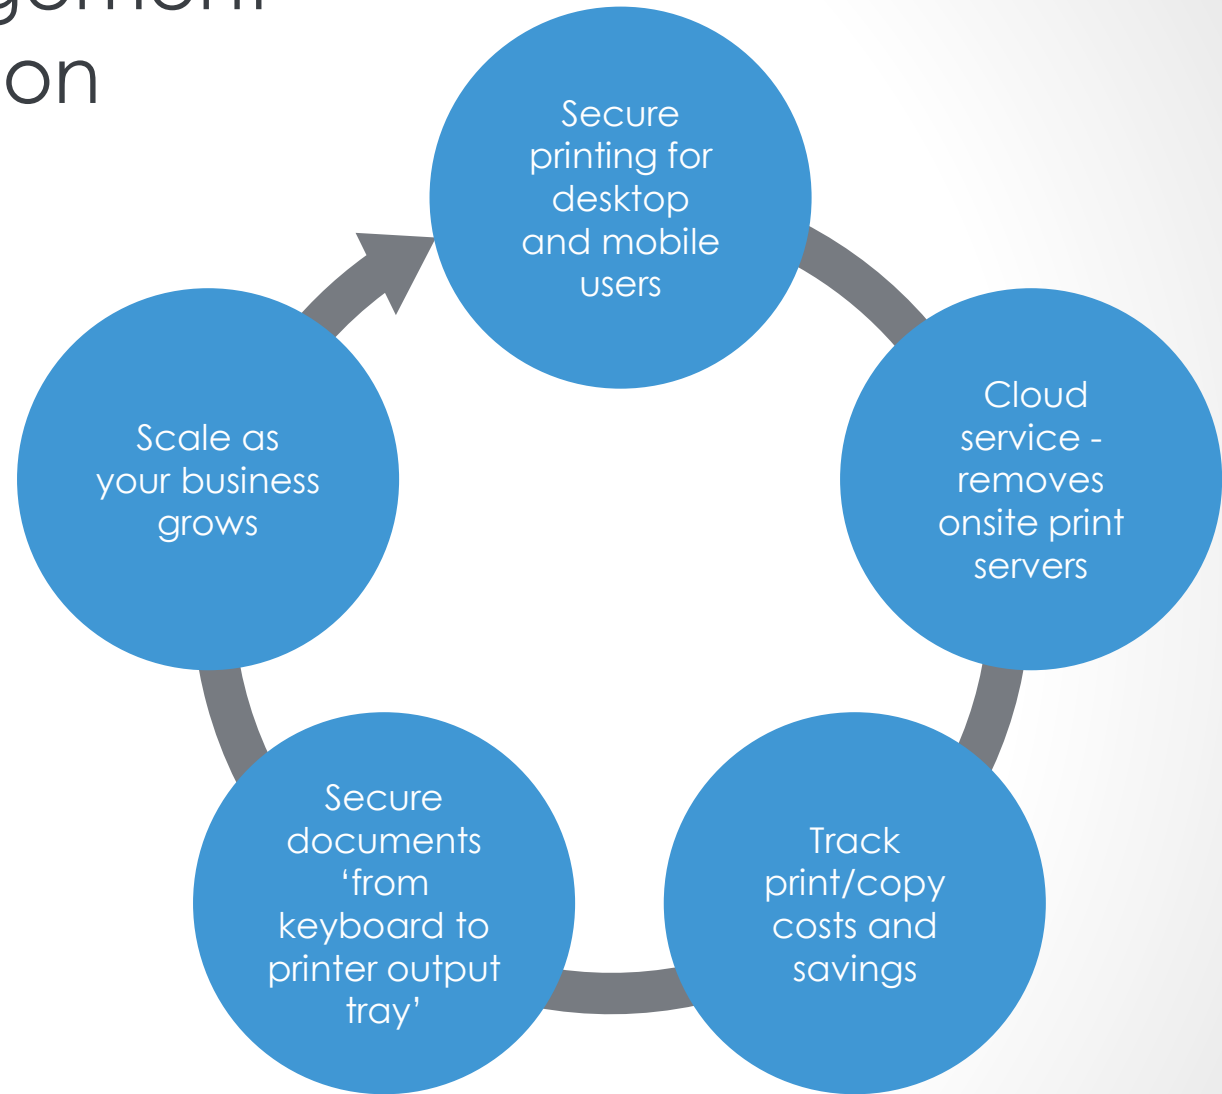 on
Secure
printing for
desktop
and mobile
users
Cloud
service -
removes
onsite print
servers
Track
print/copy
costs and
savings
Secure
documents
‘from
keyboard to
printer output
tray’
Scale as
your business
grows